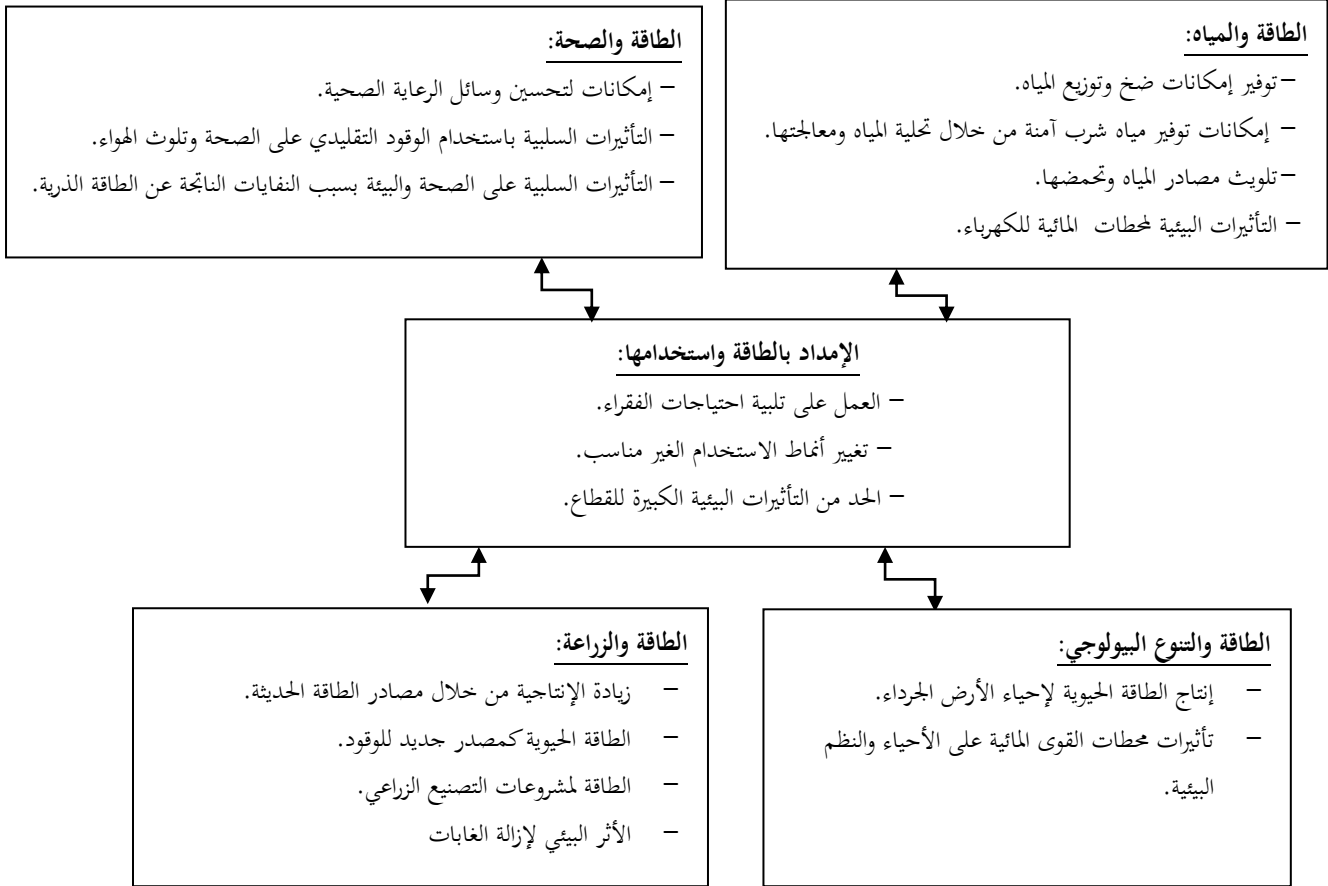 الطاقة والمياه:
–توفير إمكانات ضخ وتوزيع المياه.
– إمكانات توفير مياه شرب آمنة من خلال تحلية المياه ومعالجتها.
–تلويث مصادر المياه وتحمضها.
– التأثيرات البيئية لمحطات المائية للكهرباء.
الطاقة والصحة:
– إمكانات لتحسين وسائل الرعاية الصحية.
– التأثيرات السلبية باستخدام الوقود التقليدي على الصحة وتلوث الهواء.
– التأثيرات السلبية على الصحة والبيئة بسبب النفايات الناتجة عن الطاقة الذرية.
الإمداد بالطاقة واستخدامها:
– العمل على تلبية احتياجات الفقراء.
– تغيير أنماط الاستخدام الغير مناسب.
– الحد من التأثيرات البيئية الكبيرة للقطاع.
الطاقة والتنوع البيولوجي:
– إنتاج الطاقة الحيوية لإحياء الأرض الجرداء.
– تأثيرات محطات القوى المائية على الأحياء والنظم
البيئية.
الطاقة والزراعة:
– زيادة الإنتاجية من خلال مصادر الطاقة الحديثة.
– الطاقة الحيوية كمصدر جديد للوقود.
– الطاقة لمشروعات التصنيع الزراعي.
– الأثر البيئي لإزالة الغابات